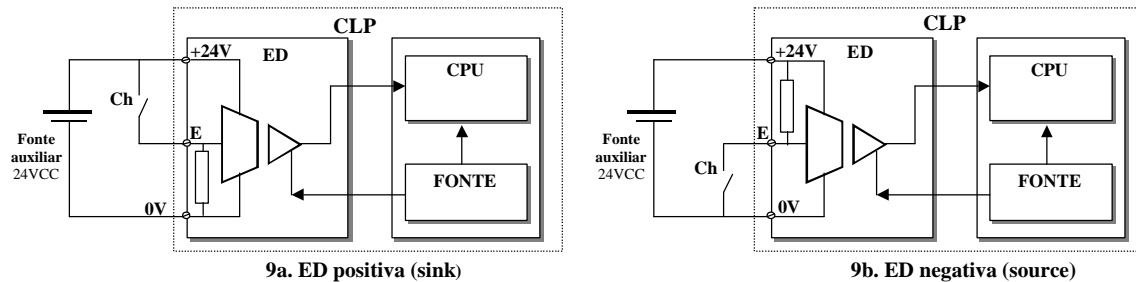 CLP
+24V
ED
CPU
Ch
E
Fonte
auxiliar
24VCC
FONTE
0V
9a. ED positiva (sink)
CLP
+24V
ED
CPU
E
Fonte
auxiliar
24VCC
Ch
FONTE
0V
9b. ED negativa (source)